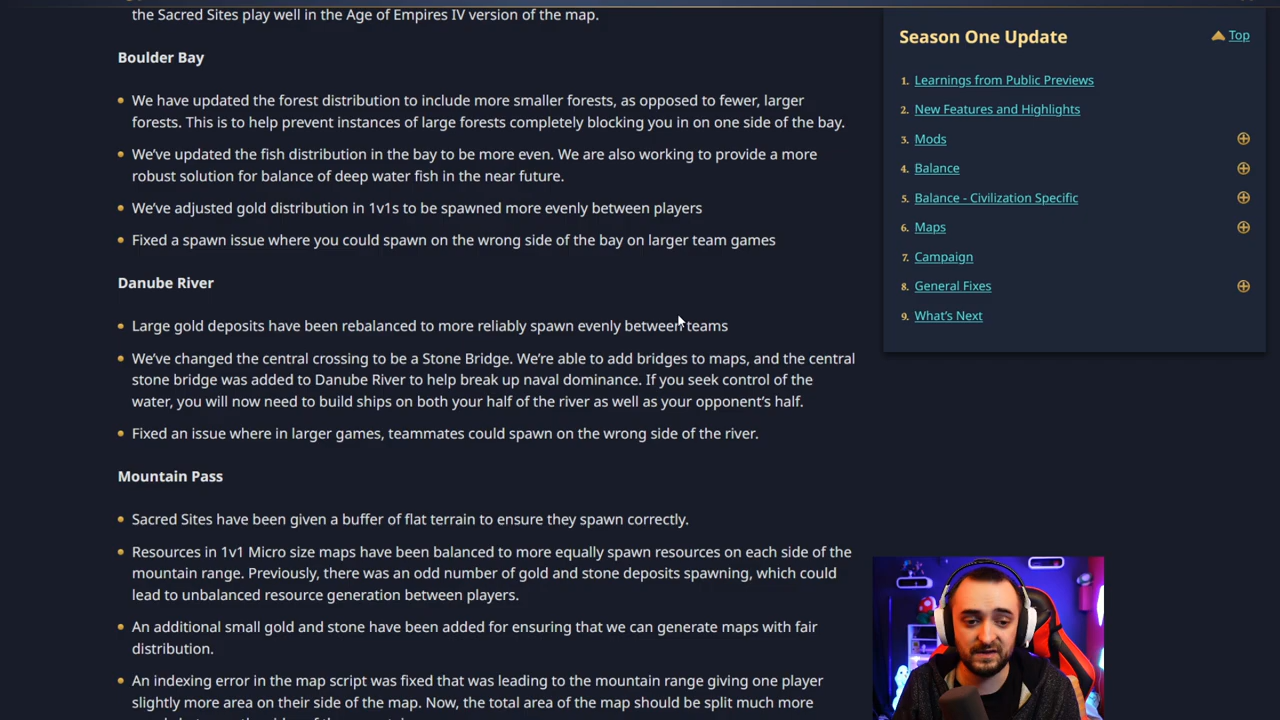 the Sacred Sites play well in the Age of Empires IV version of the map.
Boulder Bay
We have updated the forest distribution to include more smaller forests, as opposed to fewer, larger
forests. This is to help prevent instances of large forests completely blocking you in on one side of the bay.
We've updated the fish distribution in the bay to be more even. We are also working to provide a more
robust solution for balance of deep water fish in the near future.
We've adjusted gold distribution in 1v1s to be spawned more evenly between players
Fixed a spawn issue where you could spawn on the wrong side of the bay on larger team games
Danube River
Large gold deposits have been rebalanced to more reliably spawn evenly between teams
We've changed the central crossing to be a Stone Bridge. We're able to add bridges to maps, and the central
stone bridge was added to Danube River to help break up naval dominance. If you seek control of the
water, you will now need to build ships on both your half of the river as well as your opponent's half.
Fixed an issue where in larger games, teammates could spawn on the wrong side of the river.
Mountain Pass
Sacred Sites have been given a buffer of flat terrain to ensure they spawn correctly.
Resources in 1v1 Micro size maps have been balanced to more equally spawn resources on each side of the
mountain range. Previously, there was an odd number of gold and stone deposits spawning, which could
lead to unbalanced resource generation between players.
An additional small gold and stone have been added for ensuring that we can generate maps with fair
distribution.
An indexing error in the map script was fixed that was leading to the mountain range giving one player
slightly more area on their side of the map. Now, the total area of the map should be split much more
Season One Update
Top
1. Learnings from Public Previews
2. New Features and Highlights
3. Mods
4. Balance
5. Balance - Civilization Specific
6. Maps
7. Campaign
8. General Fixes
9. What's Next